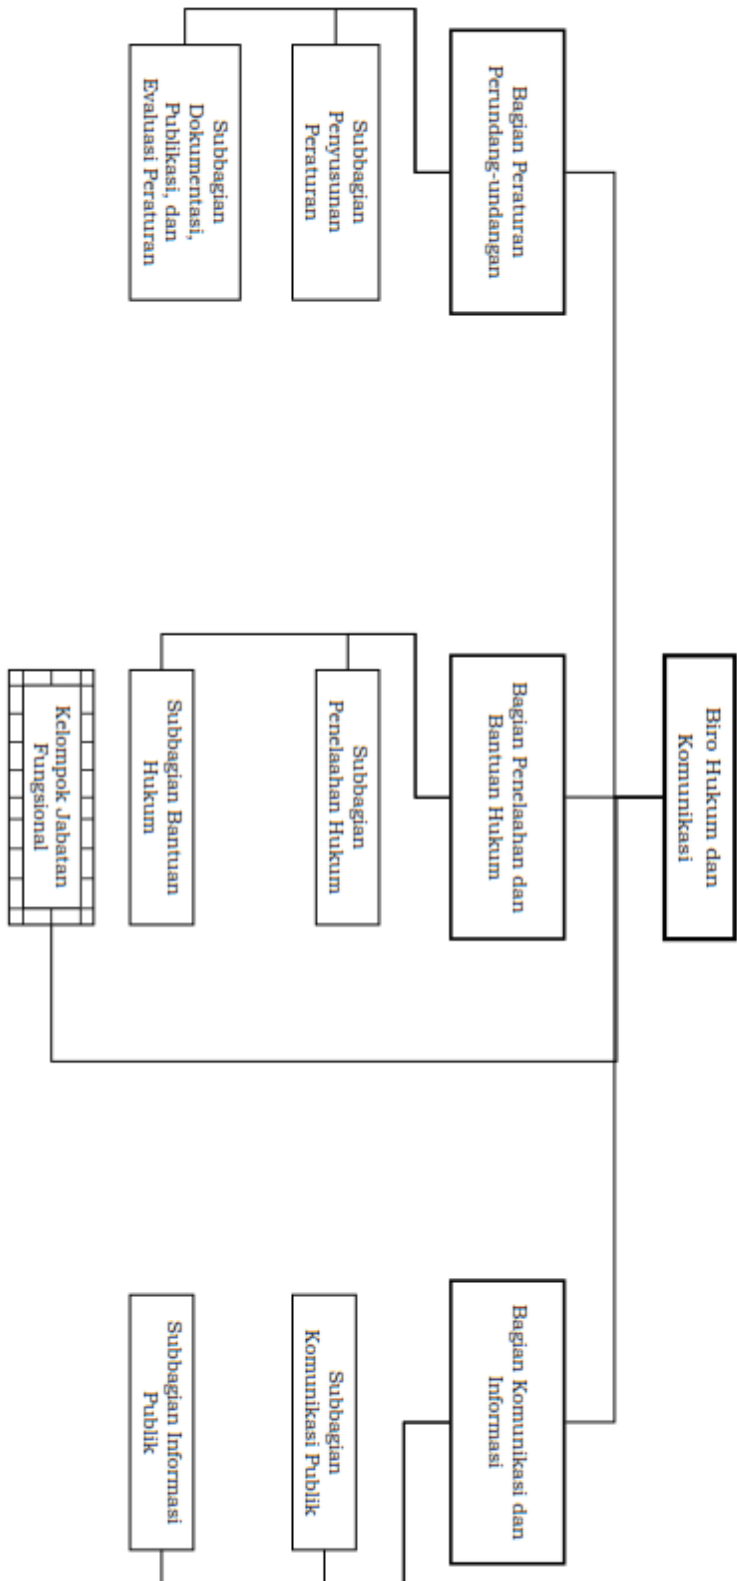 Biro Hukum dan
Komunikasi
Bagian Peraturan
Perundang-undangan
Bagian Penelaahan dan
Bantuan Hukum
Bagian Komunikasi dan
Informasi
Subbagian
Penyusunan
Peraturan
Subbagian
Penelaahan Hukum
Subbagian
Komunikasi Publik
Subbagian
Dokumentasi,
Publikasi, dan
Evaluasi Peraturan
Subbagian Bantuan
Hukum
Subbagian Informasi
Publik
Kelompok Jabatan
Fungsional